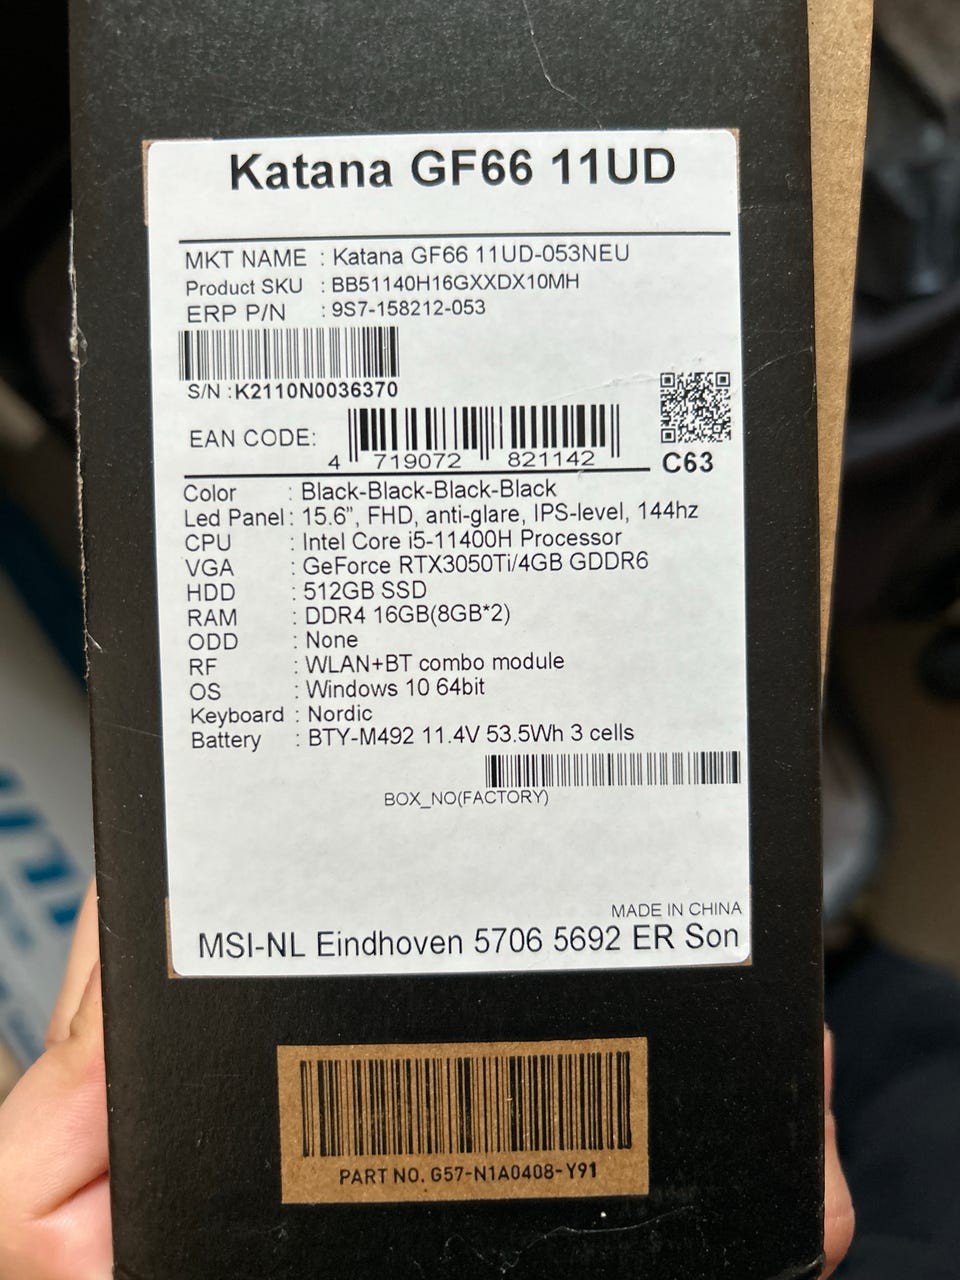 Katana GF66 11UD
MKT NAME : Katana GF66 11UD-053NEU
Product SKU : BB51140H16GXXDX10MH
ERP P/N : 9S7-158212-053
S/N :K2110N0036370
EAN CODE:
4 719072 821142
C63
Color : Black-Black-Black-Black
Led Panel: 15.6”, FHD, anti-glare, IPS-level, 144hz
CPU : Intel Core i5-11400H Processor
VGA : GeForce RTX3050Ti/4GB GDDR6
HDD : 512GB SSD
RAM : DDR4 16GB(8GB*2)
ODD : None
RF : WLAN+BT combo module
OS : Windows 10 64bit
Keyboard : Nordic
Battery : BTY-M492 11.4V 53.5Wh 3 cells
BOX_NO(FACTORY)
MADE IN CHINA
MSI-NL Eindhoven 5706 5692 ER Son
PART NO. G57-N1A0408-Y91